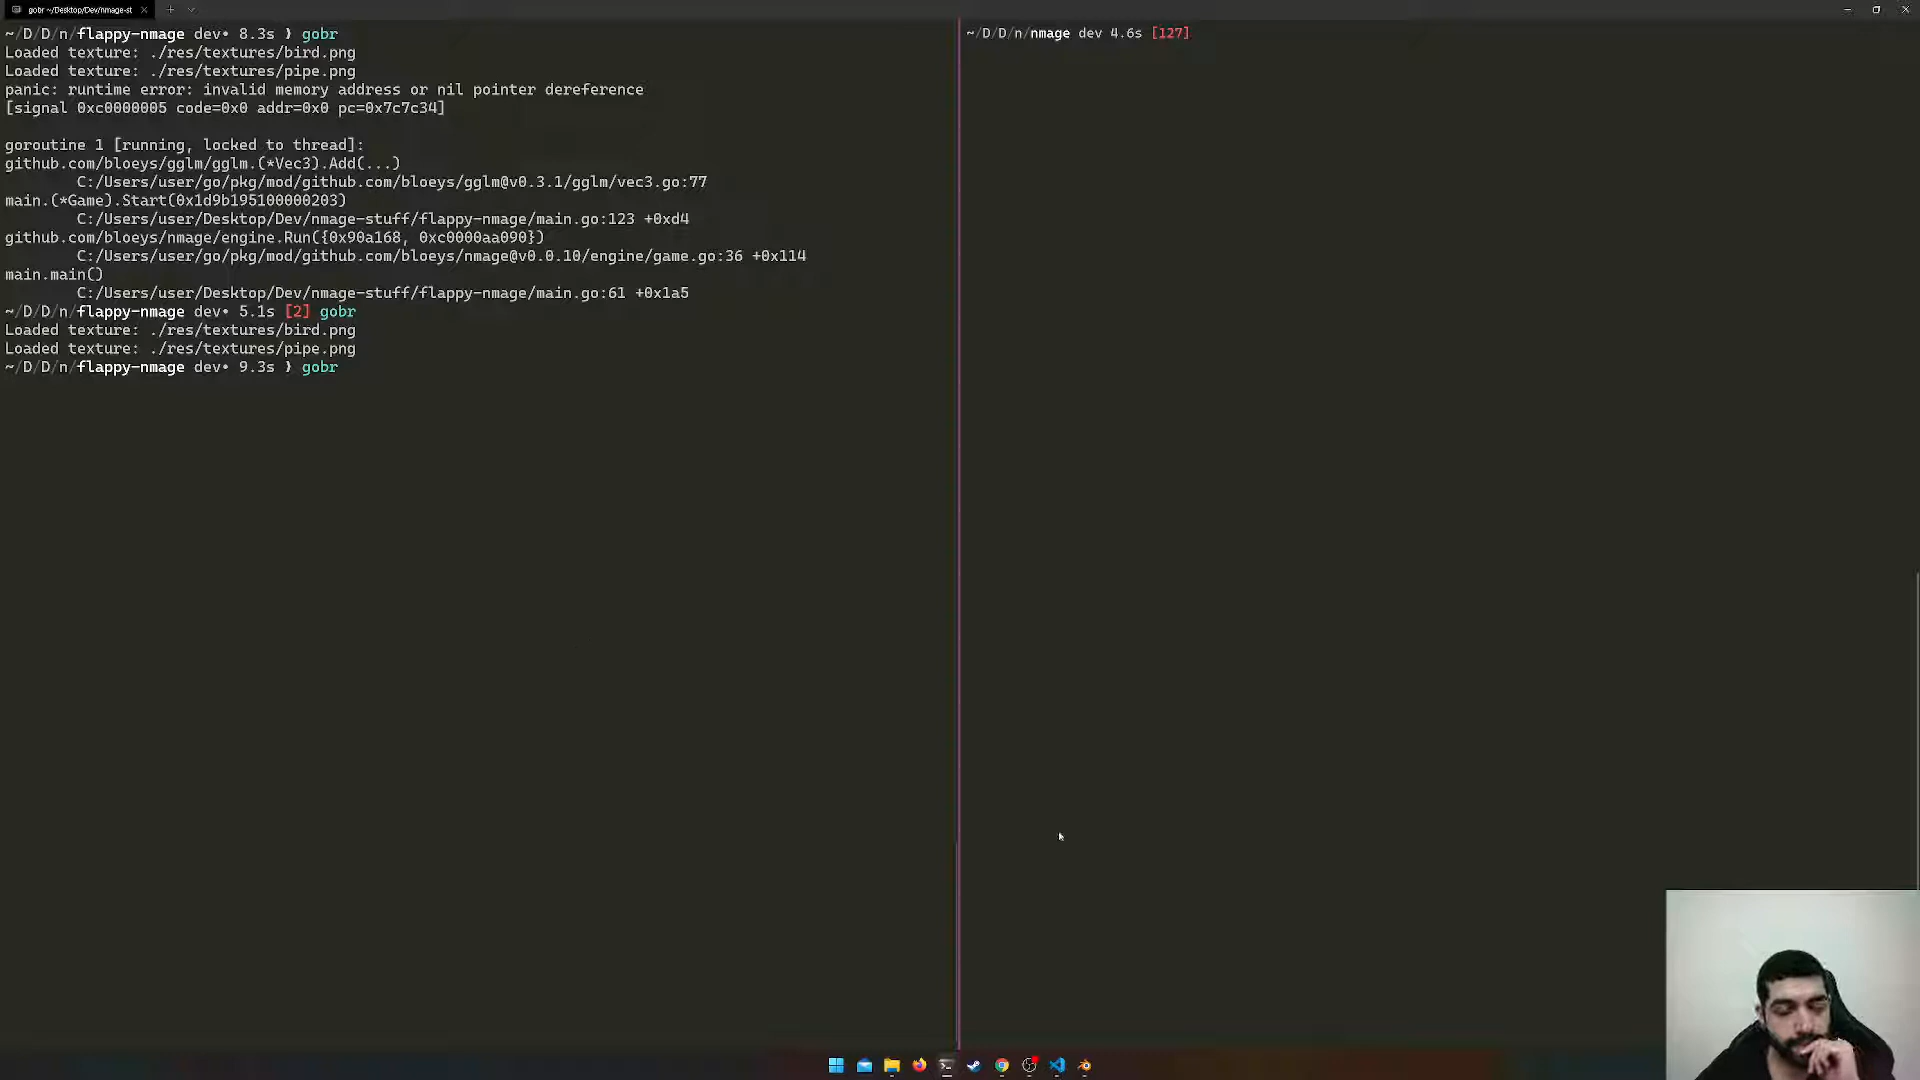 gobr ~/Desktop/Dev/nmage-st
~/D/D/n/flappy-nmage dev• 8.3s ⟩ gobr
Loaded texture: ./res/textures/bird.png
Loaded texture: ./res/textures/pipe.png
panic: runtime error: invalid memory address or nil pointer dereference
[signal 0xc0000005 code=0x0 addr=0x0 pc=0x7c7c34]
goroutine 1 [running, locked to thread]:
github.com/bloeys/gglm/gglm.(*Vec3).Add(...)
C:/Users/user/go/pkg/mod/github.com/bloeys/gglm@v0.3.1/gglm/vec3.go:77
main.(*Game).Start(0x1d9b195100000203)
C:/Users/user/Desktop/Dev/nmage-stuff/flappy-nmage/main.go:123 +0xd4
github.com/bloeys/nmage/engine.Run({0x90a168, 0xc0000aa090})
C:/Users/user/go/pkg/mod/github.com/bloeys/nmage@v0.0.10/engine/game.go:36 +0x114
main.main()
C:/Users/user/Desktop/Dev/nmage-stuff/flappy-nmage/main.go:61 +0x1a5
~/D/D/n/flappy-nmage dev• 5.1s [2] gobr
Loaded texture: ./res/textures/bird.png
Loaded texture: ./res/textures/pipe.png
~/D/D/n/flappy-nmage dev• 9.3s ⟩ gobr
~/D/D/n/nmage dev 4.6s [127]